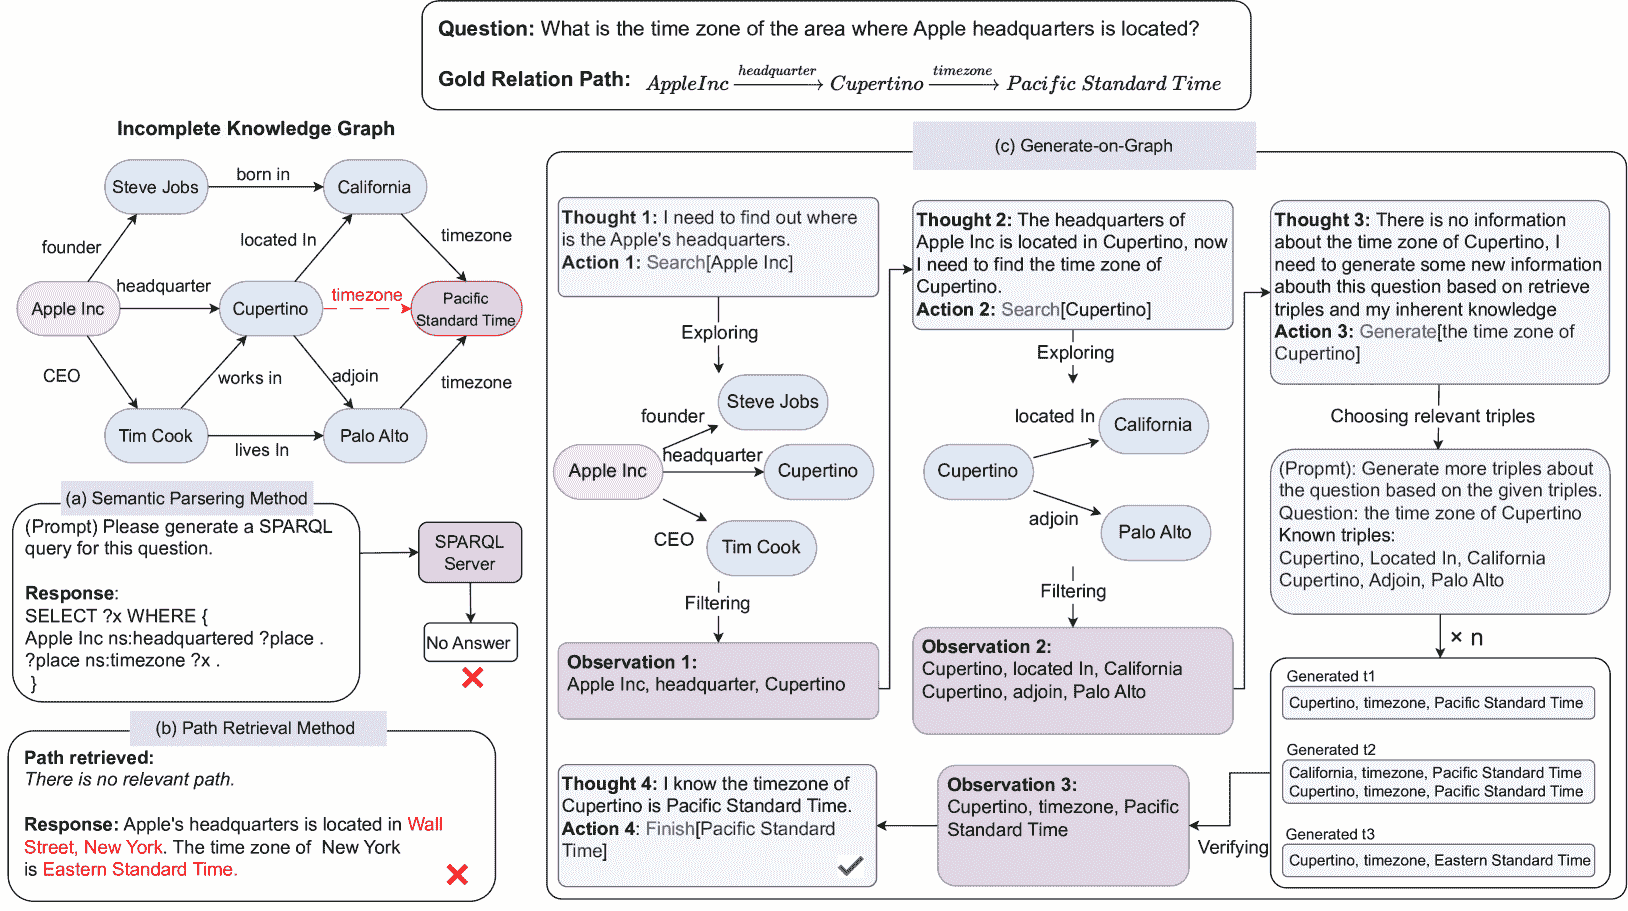 Question: What is the time zone of the area where Apple headquarters is located?
Gold Relation Path: AppleInc headquarter Cupertino timezone Pacific Standard Time
Incomplete Knowledge Graph
Steve Jobs
born in
California
founder
located In
timezone
Apple Inc
headquarter
Cupertino
timezone
Pacific
Standard Time
CEO
works in
adjoin
timezone
Tim Cook
lives In
Palo Alto
(a) Semantic Parsering Method
(Prompt) Please generate a SPARQL
query for this question.
Response:
SELECT ?x WHERE {
Apple Inc ns:headquartered ?place .
?place ns:timezone ?x .
}
SPARQL
Server
No Answer
(b) Path Retrieval Method
Path retrieved:
There is no relevant path.
Response: Apple's headquarters is located in Wall
Street, New York. The time zone of New York
is Eastern Standard Time.
(c) Generate-on-Graph
Thought 1: I need to find out where
is the Apple's headquarters.
Action 1: Search[Apple Inc]
Exploring
founder
Steve Jobs
Apple Inc
headquarter
Cupertino
CEO
Tim Cook
Filtering
Observation 1:
Apple Inc, headquarter, Cupertino
Thought 2: The headquarters of
Apple Inc is located in Cupertino, now
I need to find the time zone of
Cupertino.
Action 2: Search[Cupertino]
Exploring
located In
California
Cupertino
adjoin
Palo Alto
Filtering
Observation 2:
Cupertino, located In, California
Cupertino, adjoin, Palo Alto
Thought 3: There is no information
about the time zone of Cupertino, I
need to generate some new information
abouth this question based on retrieve
triples and my inherent knowledge
Action 3: Generate[the time zone of
Cupertino]
Choosing relevant triples
(Propmt): Generate more triples about
the question based on the given triples.
Question: the time zone of Cupertino
Known triples:
Cupertino, Located In, California
Cupertino, Adjoin, Palo Alto
× n
Generated t1
Cupertino, timezone, Pacific Standard Time
Generated t2
California, timezone, Pacific Standard Time
Cupertino, timezone, Pacific Standard Time
Generated t3
Cupertino, timezone, Eastern Standard Time
Verifying
Observation 3:
Cupertino, timezone, Pacific
Standard Time
Thought 4: I know the timezone of
Cupertino is Pacific Standard Time.
Action 4: Finish[Pacific Standard
Time]